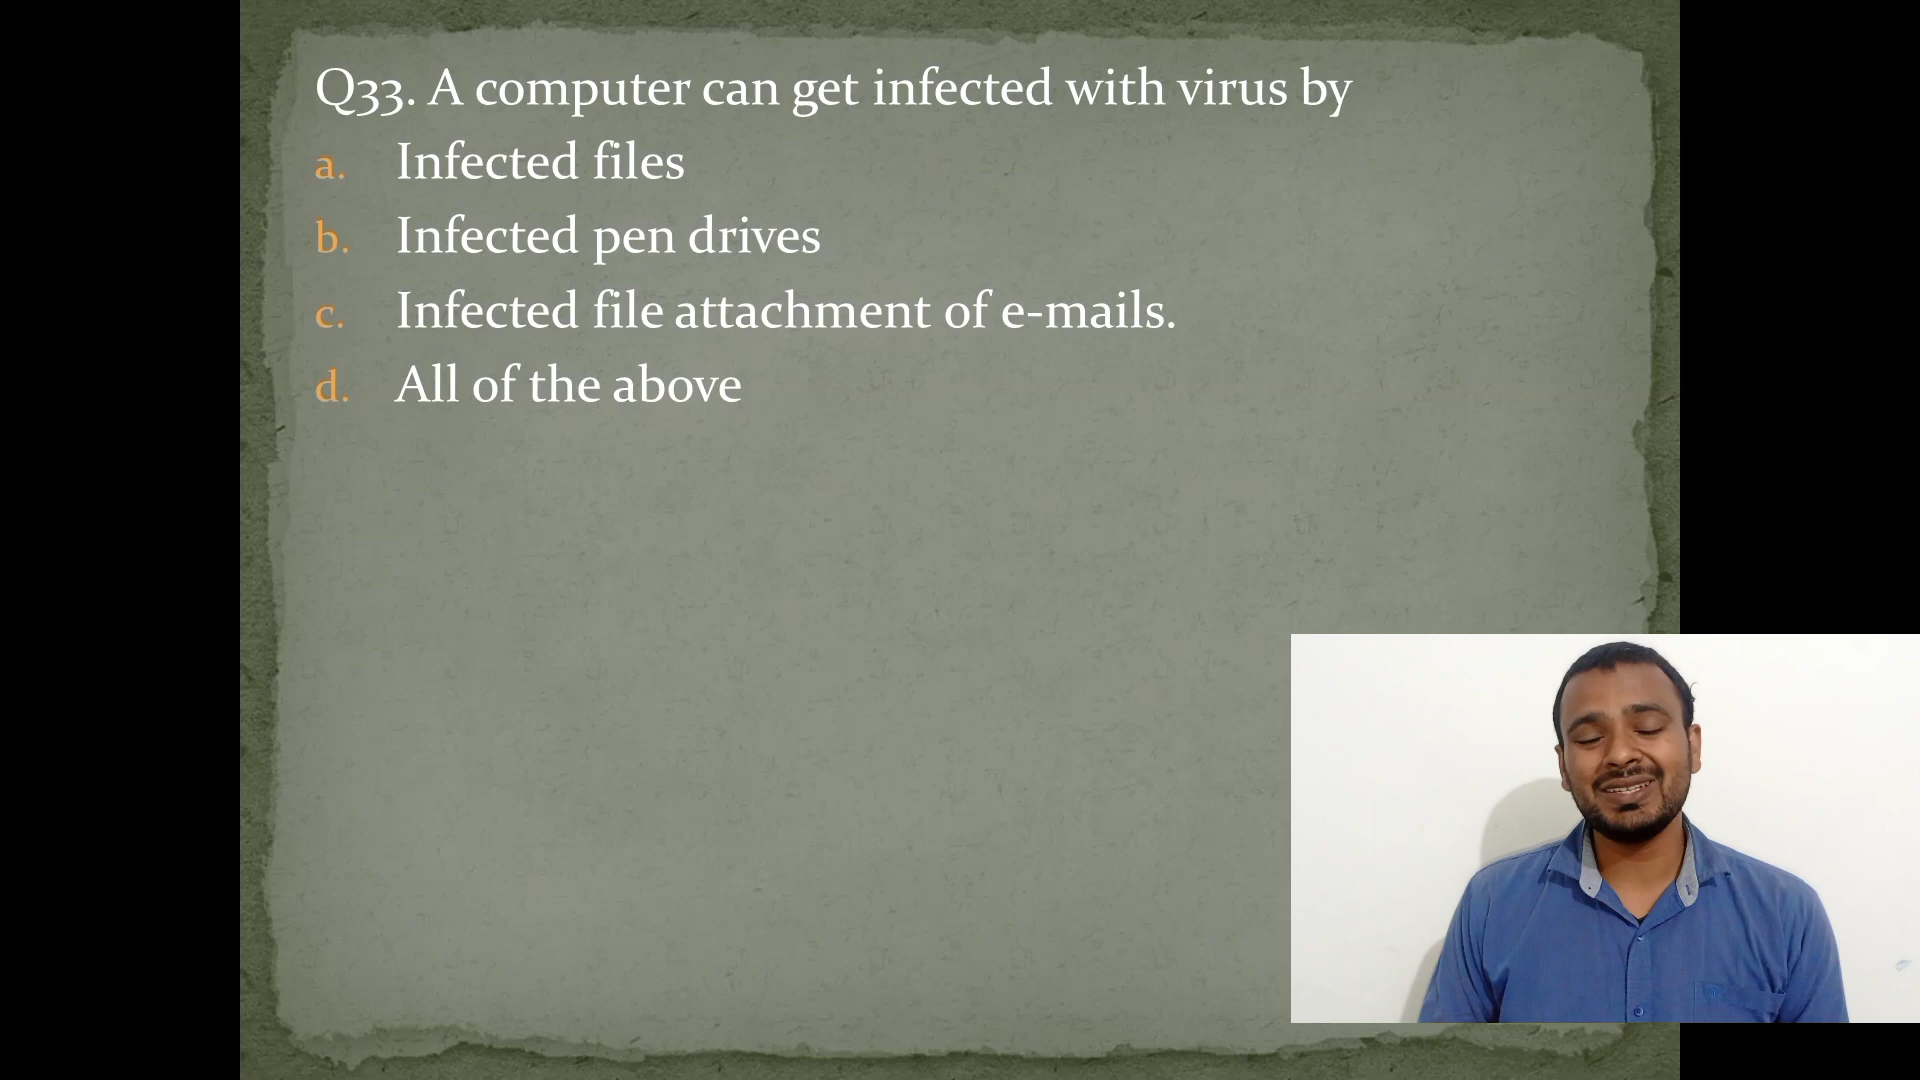 Q33. A computer can get infected with virus by
a. Infected files
b. Infected pen drives
c. Infected file attachment of e-mails.
d. All of the above